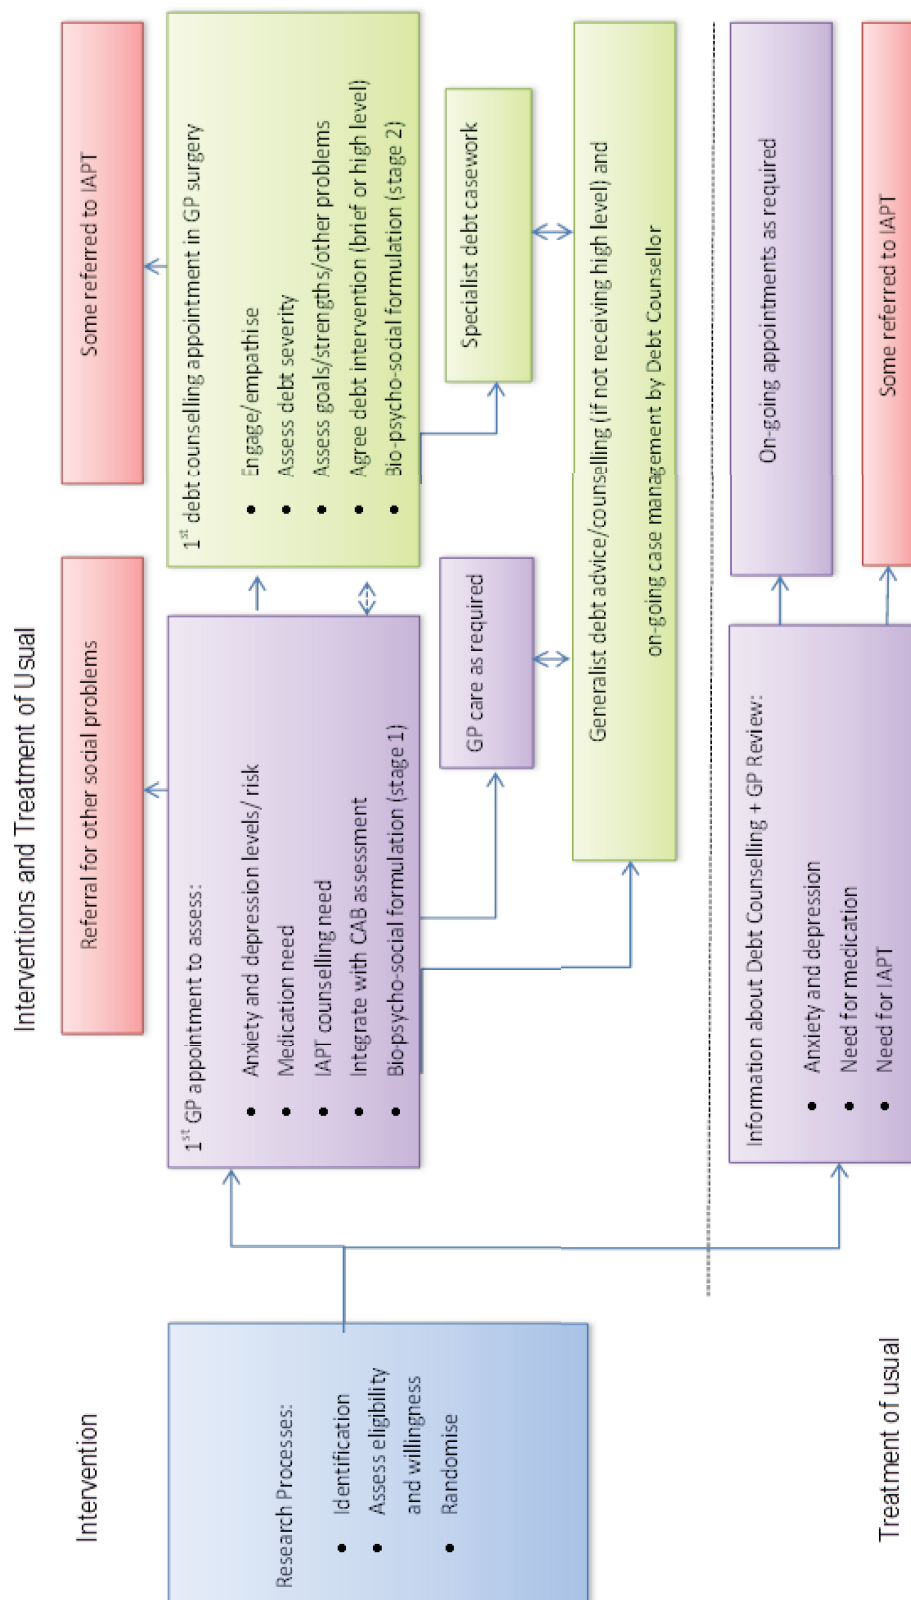 Interventions and Treatment of Usual
Intervention
Research Processes:
Identification
Assess eligibility
and willingness
Randomise
Referral for other social problems
Some referred to IAPT
1st GP appointment to assess:
Anxiety and depression levels/ risk
Medication need
IAPT counselling need
Integrate with CAB assessment
Bio-psycho-social formulation (stage 1)
1st debt counselling appointment in GP surgery
Engage/empathise
Assess debt severity
Assess goals/strengths/other problems
Agree debt intervention (brief or high level)
Bio-psycho-social formulation (stage 2)
GP care as required
Specialist debt casework
Generalist debt advice/counselling (if not receiving high level) and
on-going case management by Debt Counsellor
Treatment of usual
Information about Debt Counselling + GP Review:
Anxiety and depression
Need for medication
Need for IAPT
On-going appointments as required
Some referred to IAPT